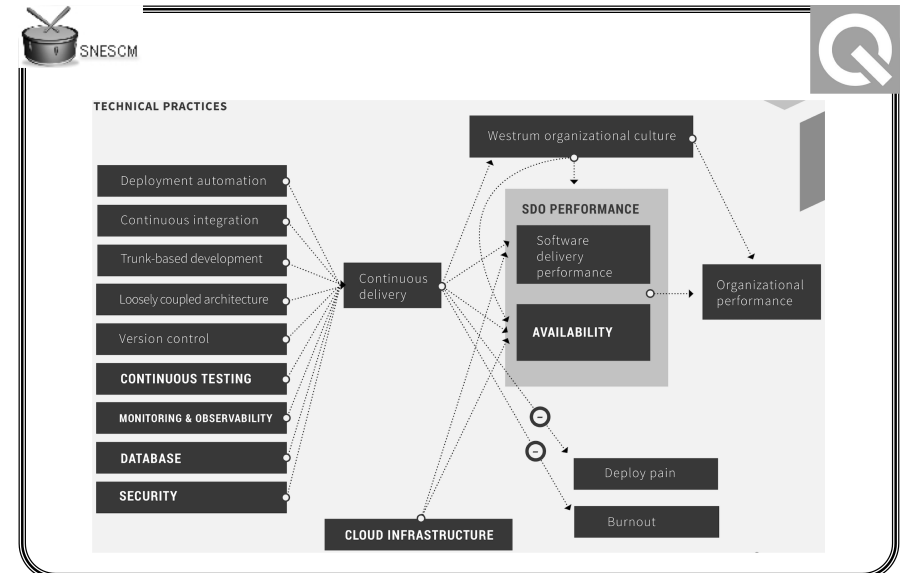 SNESCM
TECHNICAL PRACTICES
Westrum organizational culture
Deployment automation
Continuous integration
Trunk-based development
Loosely coupled architecture
Version control
CONTINUOUS TESTING
MONITORING & OBSERVABILITY
DATABASE
SECURITY
Continuous
delivery
SDO PERFORMANCE
Software
delivery
performance
AVAILABILITY
Organizational
performance
Deploy pain
Burnout
CLOUD INFRASTRUCTURE